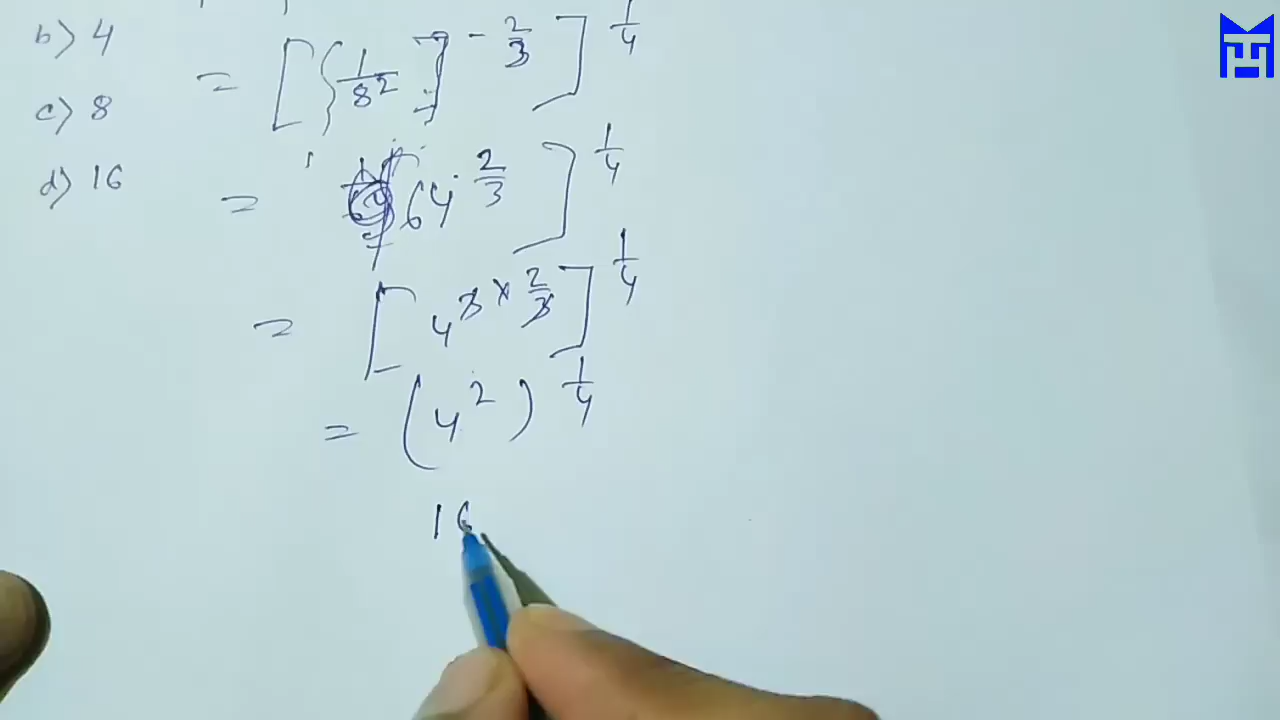 b) 4
c) 8
d) 16
= [{1/8²}]^-2/3]^1/4
= 64^2/3]^1/4
= [4^3×2/3]^1/4
= (4²)^1/4
16